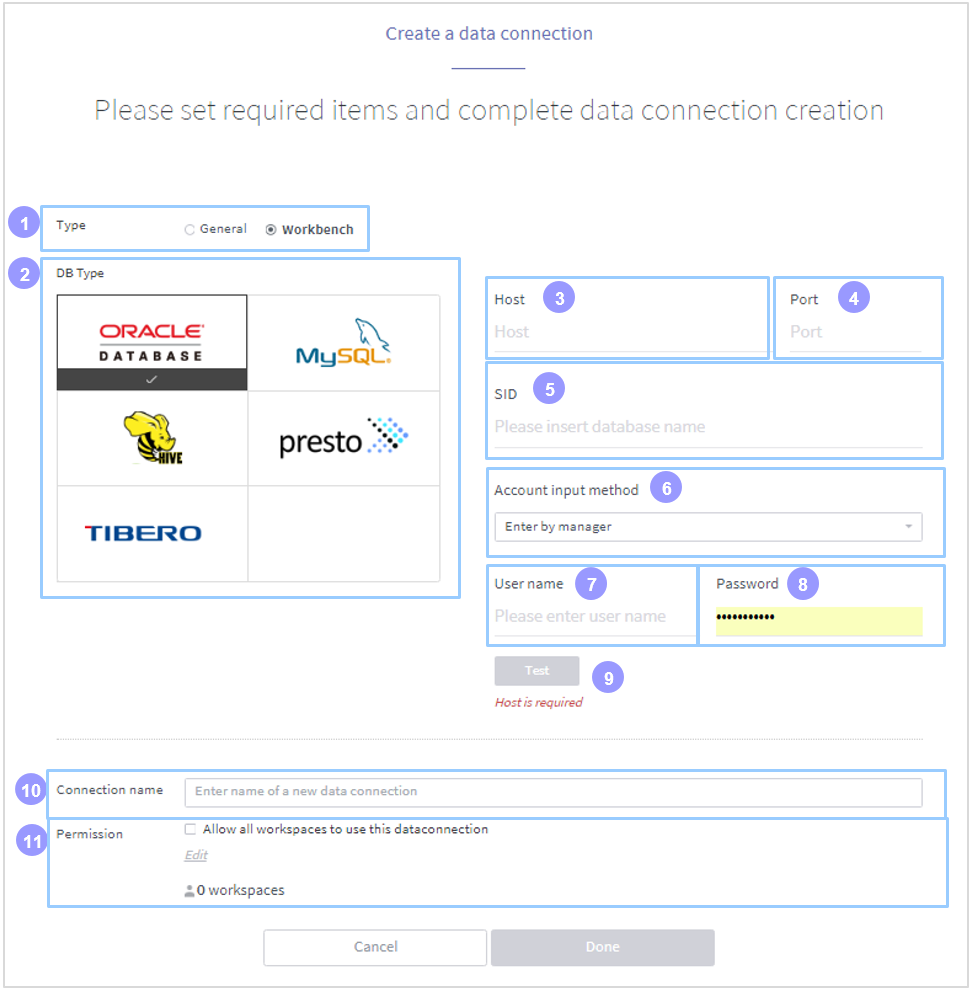 Create a data connection
Please set required items and complete data connection creation
1
Type
General
Workbench
2
DB Type
ORACLE
DATABASE
MySQL
HIVE
presto
TIBERO
Host
3
Host
Port
4
Port
SID
5
Please insert database name
Account input method
6
Enter by manager
User name
7
Please enter user name
Password
8
•••••••••••
Test
9
Host is required
10
Connection name
Enter name of a new data connection
11
Permission
Allow all workspaces to use this dataconnection
Edit
0 workspaces
Cancel
Done